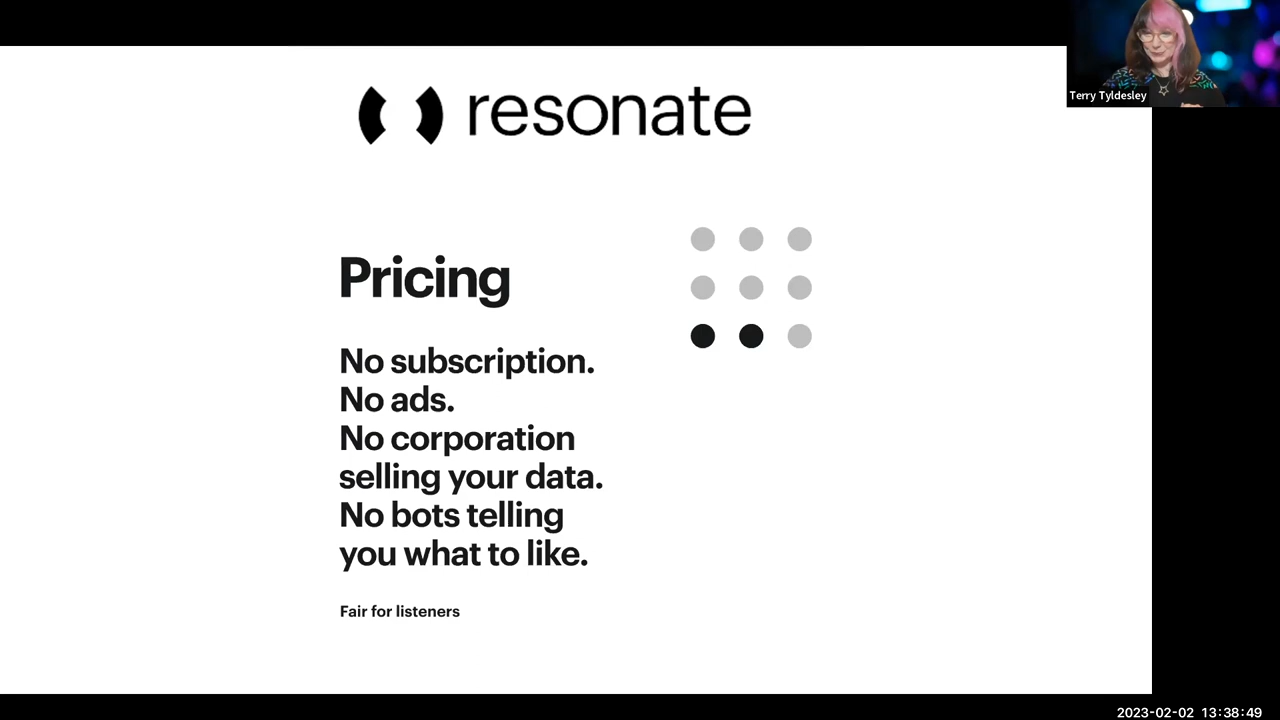 Terry Tyldesley
resonate
Pricing
No subscription.
No ads.
No corporation
selling your data.
No bots telling
you what to like.
Fair for listeners
2023-02-02 13:38:49